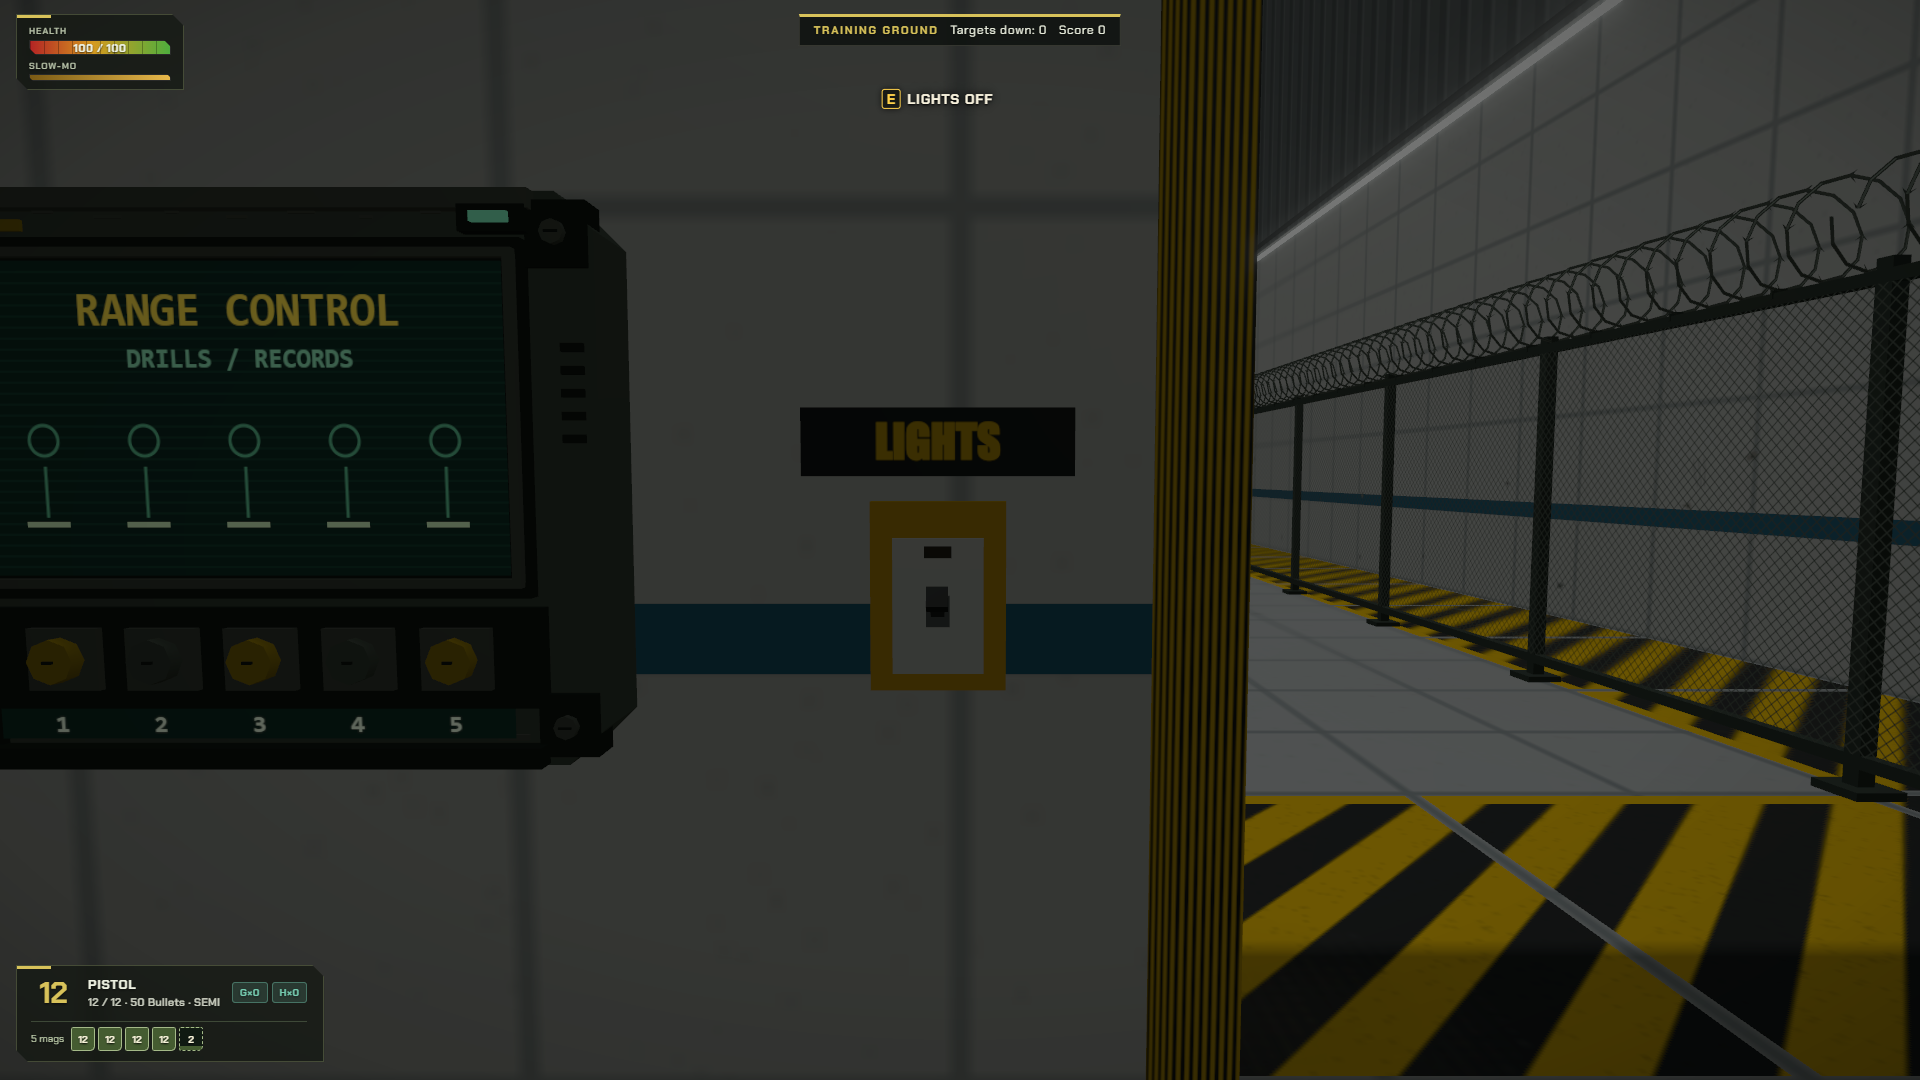 HEALTH
100 / 100
SLOW-MO
TRAINING GROUND Targets down: 0 Score 0
E LIGHTS OFF
RANGE CONTROL
DRILLS / RECORDS
LIGHTS
1 2 3 4 5
12 PISTOL
12 / 12 · 50 Bullets · SEMI
G×0 H×0
5 mags 12 12 12 12 2